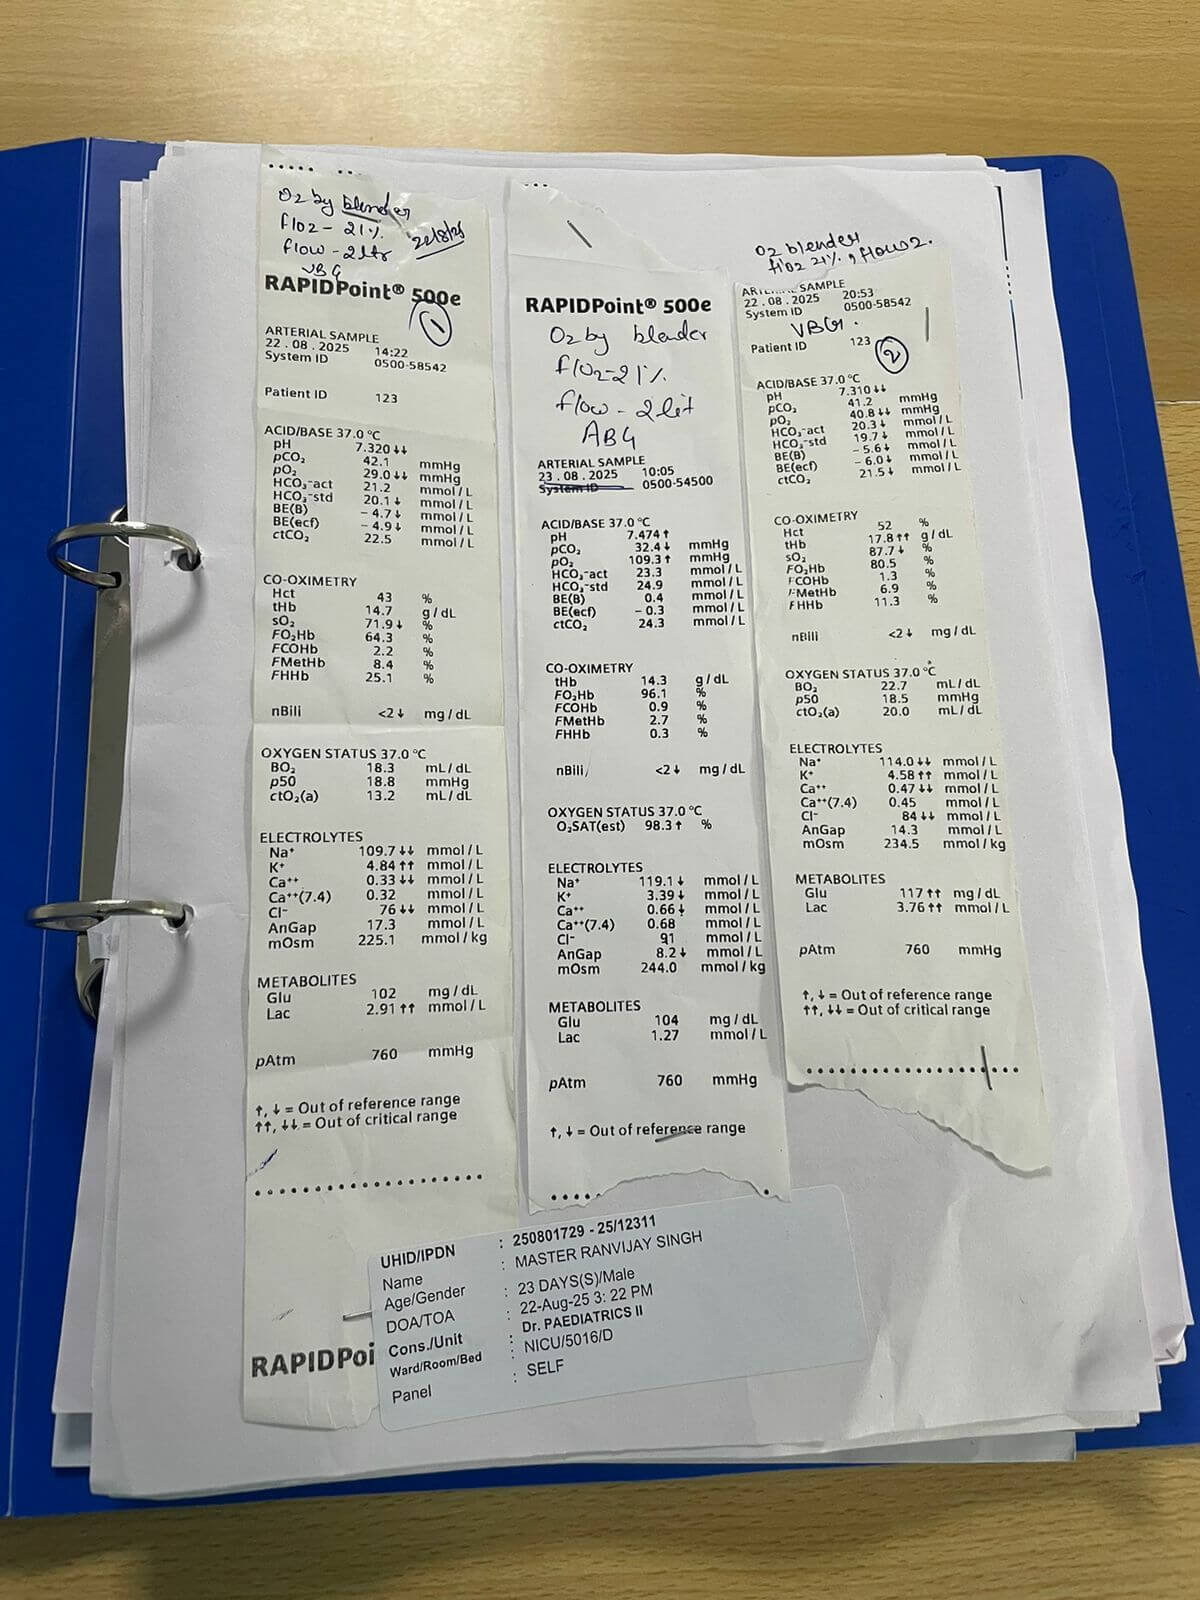 O2 by blender
fIO2 - 21%
flow - 2 ltr
22/8/25
VBG
RAPIDPoint® 500e
1
ARTERIAL SAMPLE
22.08.2025 14:22
System ID 0500-58542
Patient ID 123
ACID/BASE 37.0 °C
pH 7.320 ↓↓
pCO₂ 42.1 mmHg
pO₂ 29.0 ↓↓ mmHg
HCO₃⁻act 21.2 mmol/L
HCO₃⁻std 20.1 ↓ mmol/L
BE(B) - 4.7 ↓ mmol/L
BE(ecf) - 4.9 ↓ mmol/L
ctCO₂ 22.5 mmol/L
CO-OXIMETRY
Hct 43 %
tHb 14.7 g/dL
sO₂ 71.9 ↓ %
FO₂Hb 64.3 %
FCOHb 2.2 %
FMetHb 8.4 %
FHHb 25.1 %
nBili <2 ↓ mg/dL
OXYGEN STATUS 37.0 °C
BO₂ 18.3 mL/dL
p50 18.8 mmHg
ctO₂(a) 13.2 mL/dL
ELECTROLYTES
Na⁺ 109.7 ↓↓ mmol/L
K⁺ 4.84 ↑↑ mmol/L
Ca⁺⁺ 0.33 ↓↓ mmol/L
Ca⁺⁺(7.4) 0.32 mmol/L
Cl⁻ 76 ↓↓ mmol/L
AnGap 17.3 mmol/L
mOsm 225.1 mmol/kg
METABOLITES
Glu 102 mg/dL
Lac 2.91 ↑↑ mmol/L
pAtm 760 mmHg
↑, ↓ = Out of reference range
↑↑, ↓↓ = Out of critical range
RAPIDPoi
RAPIDPoint® 500e
O2 by blender
fIO2 - 21%
flow - 2 lit
ABG
ARTERIAL SAMPLE
23.08.2025 10:05
System ID 0500-54500
ACID/BASE 37.0 °C
pH 7.474 ↑
pCO₂ 32.4 ↓ mmHg
pO₂ 109.3 ↑ mmHg
HCO₃⁻act 23.3 mmol/L
HCO₃⁻std 24.9 mmol/L
BE(B) 0.4 mmol/L
BE(ecf) - 0.3 mmol/L
ctCO₂ 24.3 mmol/L
CO-OXIMETRY
tHb 14.3 g/dL
FO₂Hb 96.1 %
FCOHb 0.9 %
FMetHb 2.7 %
FHHb 0.3 %
nBili <2 ↓ mg/dL
OXYGEN STATUS 37.0 °C
O₂SAT(est) 98.3 ↑ %
ELECTROLYTES
Na⁺ 119.1 ↓ mmol/L
K⁺ 3.39 ↓ mmol/L
Ca⁺⁺ 0.66 ↓ mmol/L
Ca⁺⁺(7.4) 0.68 mmol/L
Cl⁻ 91 mmol/L
AnGap 8.2 ↓ mmol/L
mOsm 244.0 mmol/kg
METABOLITES
Glu 104 mg/dL
Lac 1.27 mmol/L
pAtm 760 mmHg
↑, ↓ = Out of reference range
O2 blender
fiO2 21%, flow 2.
SAMPLE
22.08.2025 20:53
System ID 0500-58542
VBG.
Patient ID 123
2
ACID/BASE 37.0 °C
pH 7.310 ↓↓
pCO₂ 41.2 mmHg
pO₂ 40.8 ↓↓ mmHg
HCO₃⁻act 20.3 ↓ mmol/L
HCO₃⁻std 19.7 ↓ mmol/L
BE(B) - 5.6 ↓ mmol/L
BE(ecf) - 6.0 ↓ mmol/L
ctCO₂ 21.5 ↓ mmol/L
CO-OXIMETRY
Hct 52 %
tHb 17.8 ↑↑ g/dL
sO₂ 87.7 ↓ %
FO₂Hb 80.5 %
FCOHb 1.3 %
FMetHb 6.9 %
FHHb 11.3 %
nBili <2 ↓ mg/dL
OXYGEN STATUS 37.0 °C
BO₂ 22.7 mL/dL
p50 18.5 mmHg
ctO₂(a) 20.0 mL/dL
ELECTROLYTES
Na⁺ 114.0 ↓↓ mmol/L
K⁺ 4.58 ↑↑ mmol/L
Ca⁺⁺ 0.47 ↓↓ mmol/L
Ca⁺⁺(7.4) 0.45 mmol/L
Cl⁻ 84 ↓↓ mmol/L
AnGap 14.3 mmol/L
mOsm 234.5 mmol/kg
METABOLITES
Glu 117 ↑↑ mg/dL
Lac 3.76 ↑↑ mmol/L
pAtm 760 mmHg
↑, ↓ = Out of reference range
↑↑, ↓↓ = Out of critical range
UHID/IPDN : 250801729 - 25/12311
Name : MASTER RANVIJAY SINGH
Age/Gender : 23 DAYS(S)/Male
DOA/TOA : 22-Aug-25 3:22 PM
Cons./Unit : Dr. PAEDIATRICS II
Ward/Room/Bed : NICU/5016/D
Panel : SELF